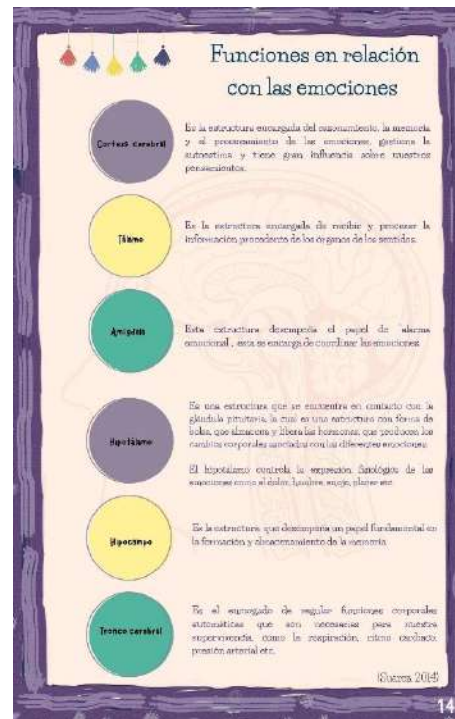 Funciones en relación
con las emociones
Corteza cerebral
Es la estructura encargada del razonamiento, la memoria
y el procesamiento de las emociones, gestiona la
autoestima y tiene gran influencia sobre nuestros
pensamientos.
Tálamo
Es la estructura encargada de recibir y procesar la
información procedente de los órganos de los sentidos.
Amígdala
Esta estructura desempeña el papel de alarma
emocional, esta se encarga de coordinar las emociones
Hipotálamo
Es una estructura que se encuentra en contacto con la
glándula pituitaria, la cual es una estructura con forma de
bolsa, que almacena y libera las hormonas, que producen los
cambios corporales asociados con las diferentes emociones.
El hipotálamo controla la expresión fisiológica de las
emociones como el dolor, hambre, enojo, placer etc.
Hipocampo
Es la estructura, que desempeña un papel fundamental en
la formación y almacenamiento de la memoria
Tronco cerebral
Es el encargado de regular funciones corporales
automáticas que son necesarias para nuestra
supervivencia, como la respiración, ritmo cardiaco,
presión arterial etc.
(Suarez 2014)
14